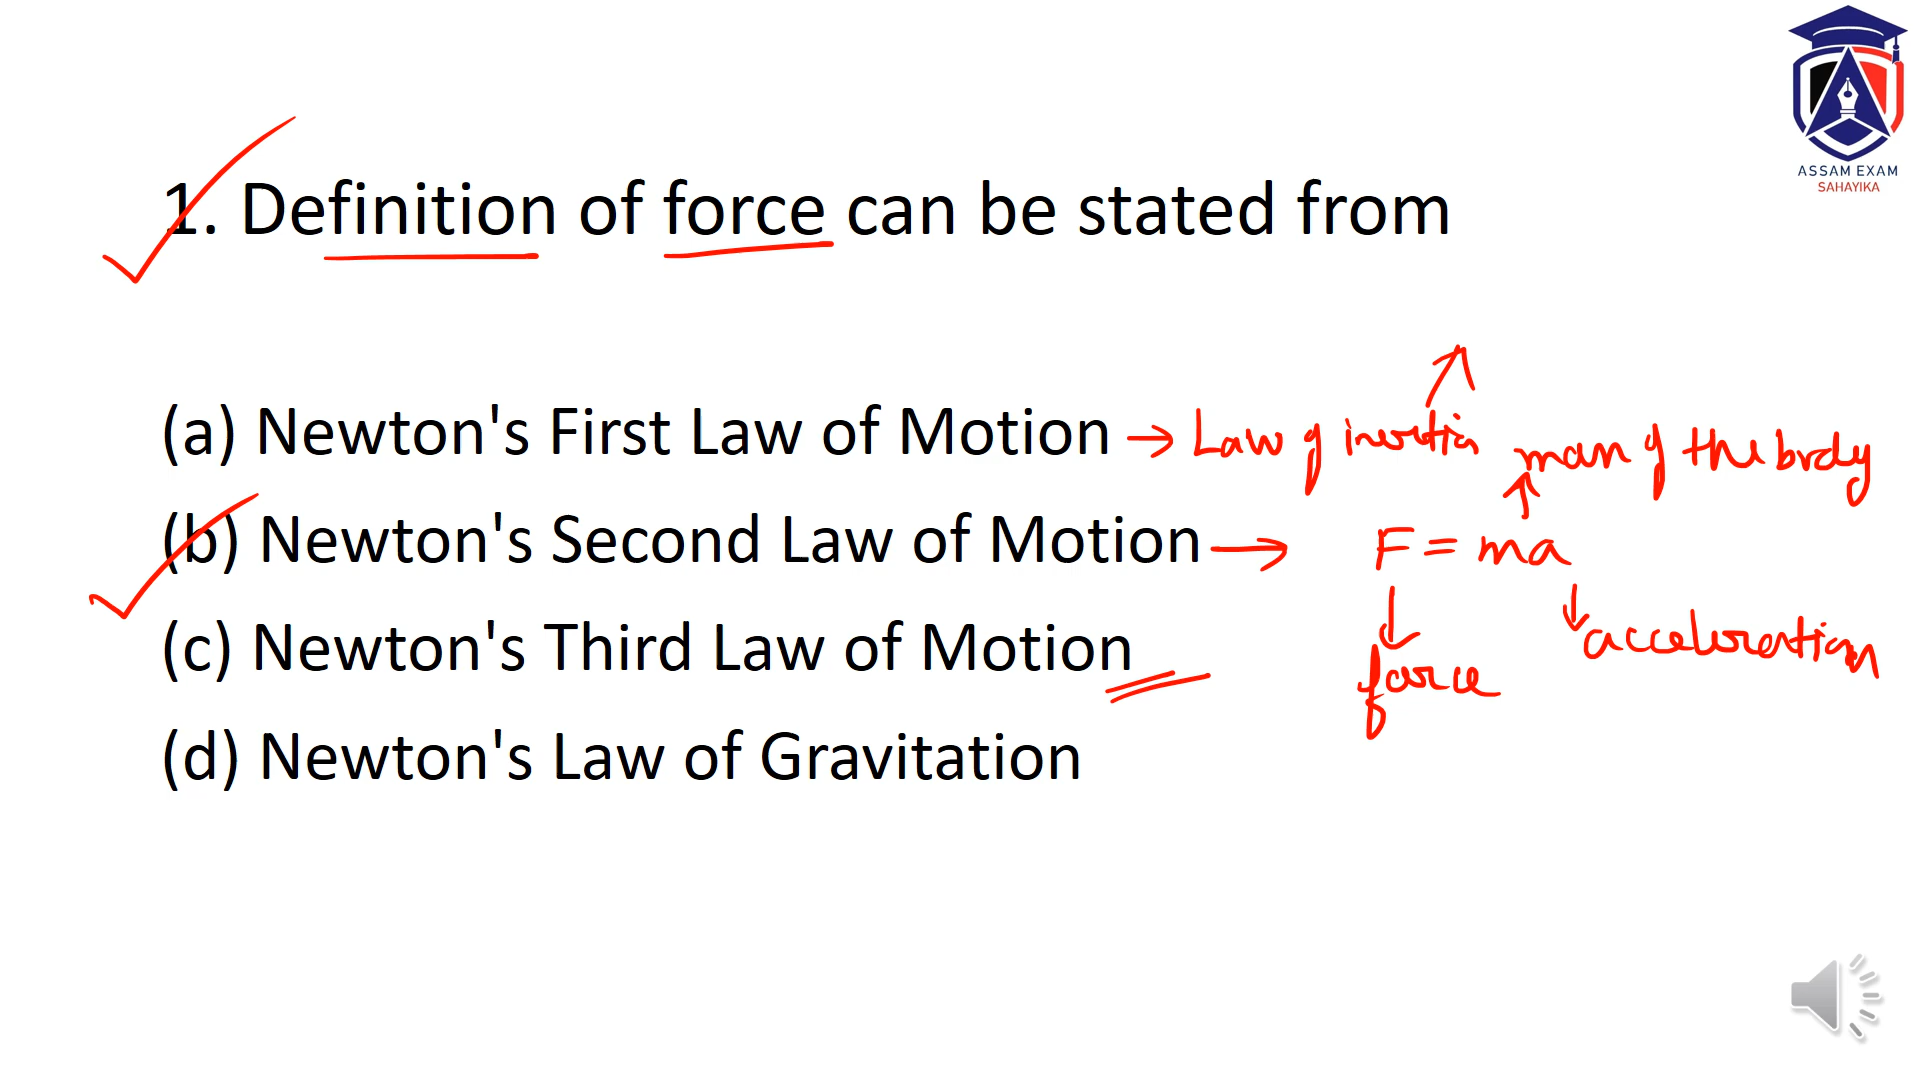 ASSAM EXAM
SAHAYIKA
1. Definition of force can be stated from
(a) Newton's First Law of Motion → Law of inertia
mass of the body
(b) Newton's Second Law of Motion → F = ma
(c) Newton's Third Law of Motion
acceleration
force
(d) Newton's Law of Gravitation